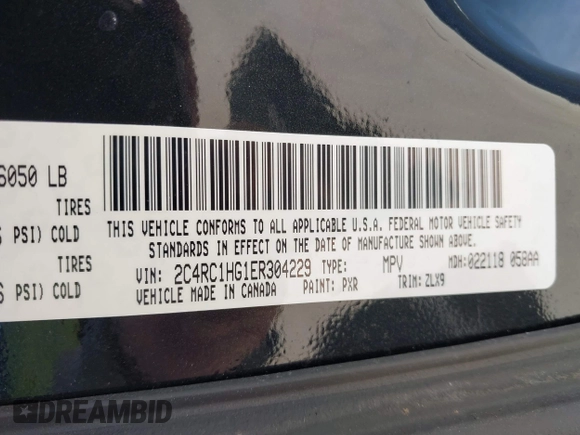 6050 LB
TIRES
PSI) COLD
TIRES
PSI) COLD
THIS VEHICLE CONFORMS TO ALL APPLICABLE U.S.A. FEDERAL MOTOR VEHICLE SAFETY
STANDARDS IN EFFECT ON THE DATE OF MANUFACTURE SHOWN ABOVE.
VIN: 2C4RC1HG1ER304229 TYPE: MPV MDH: 022118 058AA
VEHICLE MADE IN CANADA PAINT: PXR TRIM: ZLX9
DREAMBID